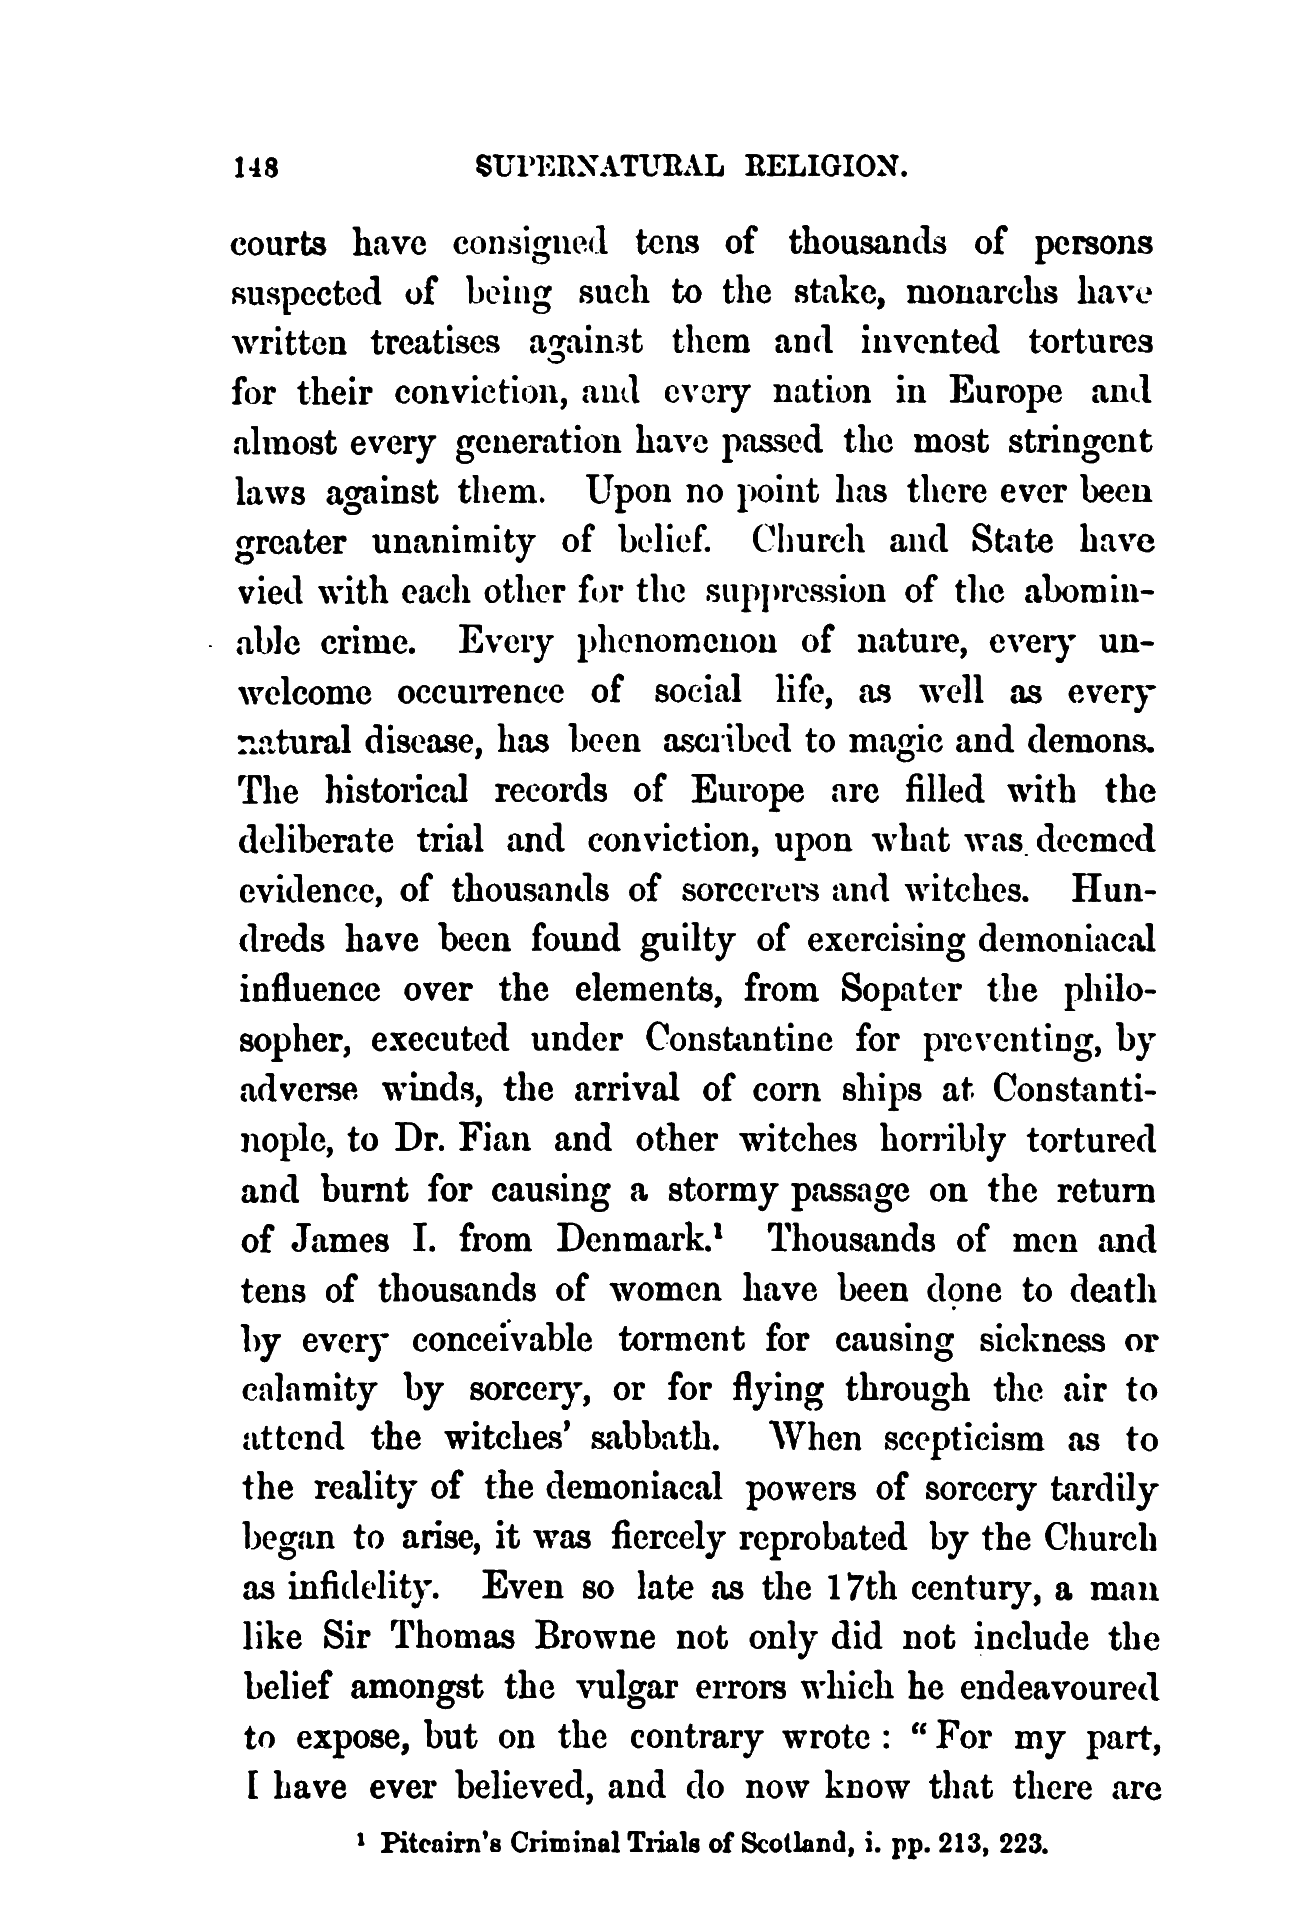 148 SUPERNATURAL RELIGION.
courts have consigned tens of thousands of persons
suspected of being such to the stake, monarchs have
written treatises against them and invented tortures
for their conviction, and every nation in Europe and
almost every generation have passed the most stringent
laws against them. Upon no point has there ever been
greater unanimity of belief. Church and State have
vied with each other for the suppression of the abomin-
able crime. Every phenomenon of nature, every un-
welcome occurrence of social life, as well as every
natural disease, has been ascribed to magic and demons.
The historical records of Europe are filled with the
deliberate trial and conviction, upon what was deemed
evidence, of thousands of sorcerers and witches. Hun-
dreds have been found guilty of exercising demoniacal
influence over the elements, from Sopater the philo-
sopher, executed under Constantine for preventing, by
adverse winds, the arrival of corn ships at Constanti-
nople, to Dr. Fian and other witches horribly tortured
and burnt for causing a stormy passage on the return
of James I. from Denmark.¹ Thousands of men and
tens of thousands of women have been done to death
by every conceivable torment for causing sickness or
calamity by sorcery, or for flying through the air to
attend the witches' sabbath. When scepticism as to
the reality of the demoniacal powers of sorcery tardily
began to arise, it was fiercely reprobated by the Church
as infidelity. Even so late as the 17th century, a man
like Sir Thomas Browne not only did not include the
belief amongst the vulgar errors which he endeavoured
to expose, but on the contrary wrote : “ For my part,
I have ever believed, and do now know that there are
¹ Pitcairn's Criminal Trials of Scotland, i. pp. 213, 223.